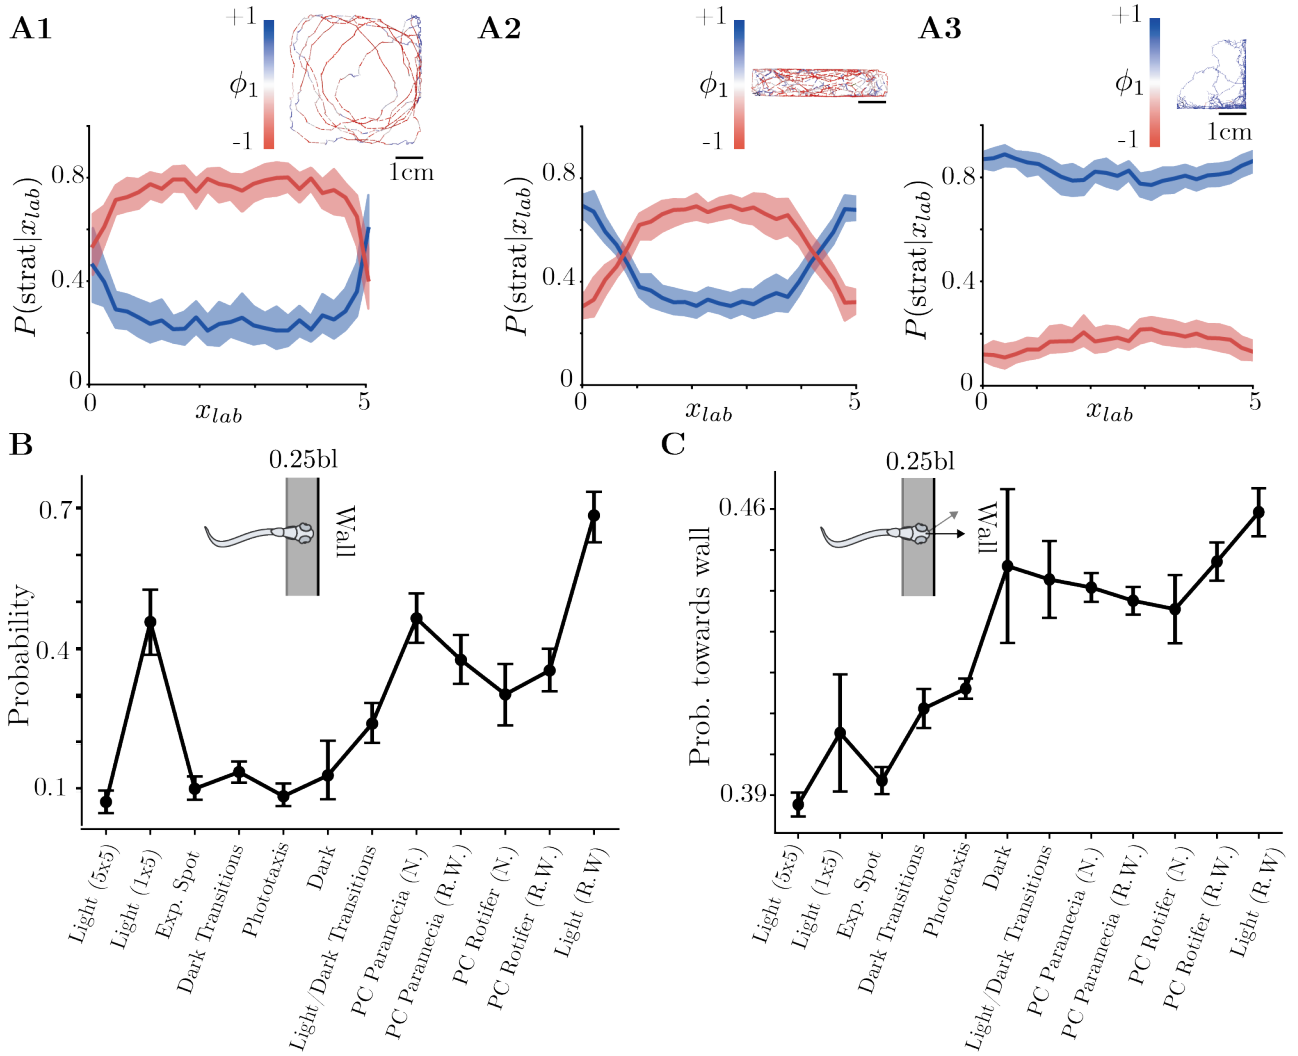 A1
+1
ϕ1
-1
1cm
P(strat|xlab)
0.8
0.4
0
0
5
xlab
A2
+1
ϕ1
-1
P(strat|xlab)
0.8
0.4
0
0
5
xlab
A3
+1
ϕ1
-1
1cm
P(strat|xlab)
0.8
0.4
0
0
5
xlab
B
0.25bl
Wall
Probability
0.7
0.4
0.1
Light (5x5)
Light (1x5)
Exp. Spot
Dark Transitions
Phototaxis
Dark
Light/Dark Transitions
PC Paramecia (N.)
PC Paramecia (R.W.)
PC Rotifer (N.)
PC Rotifer (R.W.)
Light (R.W)
C
0.25bl
Wall
Prob. towards wall
0.46
0.39
Light (5x5)
Light (1x5)
Exp. Spot
Dark Transitions
Phototaxis
Dark
Light/Dark Transitions
PC Paramecia (N.)
PC Paramecia (R.W.)
PC Rotifer (N.)
PC Rotifer (R.W.)
Light (R.W)